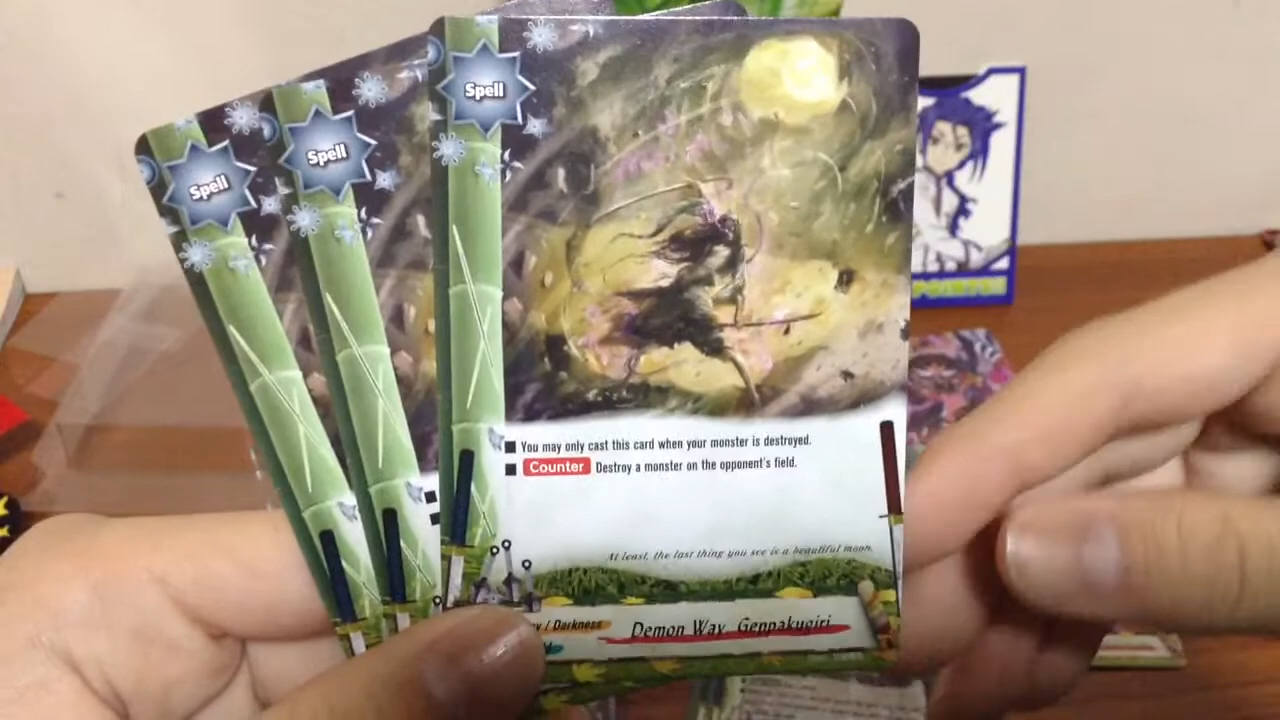 Spell
Spell
Spell
■ You may only cast this card when your monster is destroyed.
■ Counter Destroy a monster on the opponent's field.
At least, the last thing you see is a beautiful moon.
/ Darkness
Demon Way, Genpakugiri
POINTER